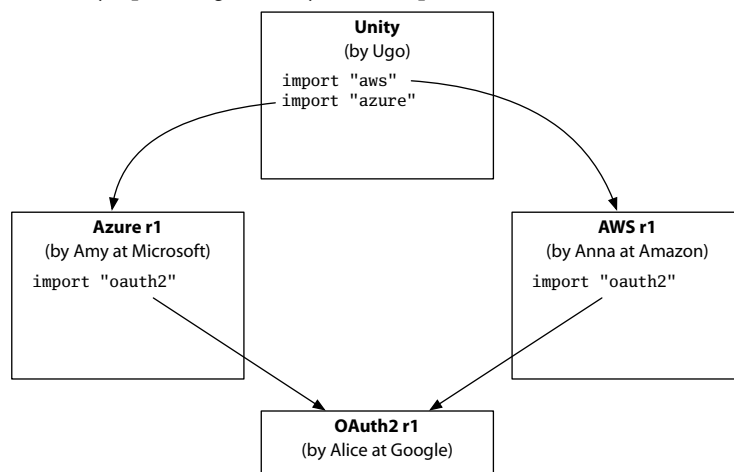 Unity
(by Ugo)
import "aws"
import "azure"
Azure r1
(by Amy at Microsoft)
import "oauth2"
AWS r1
(by Anna at Amazon)
import "oauth2"
OAuth2 r1
(by Alice at Google)